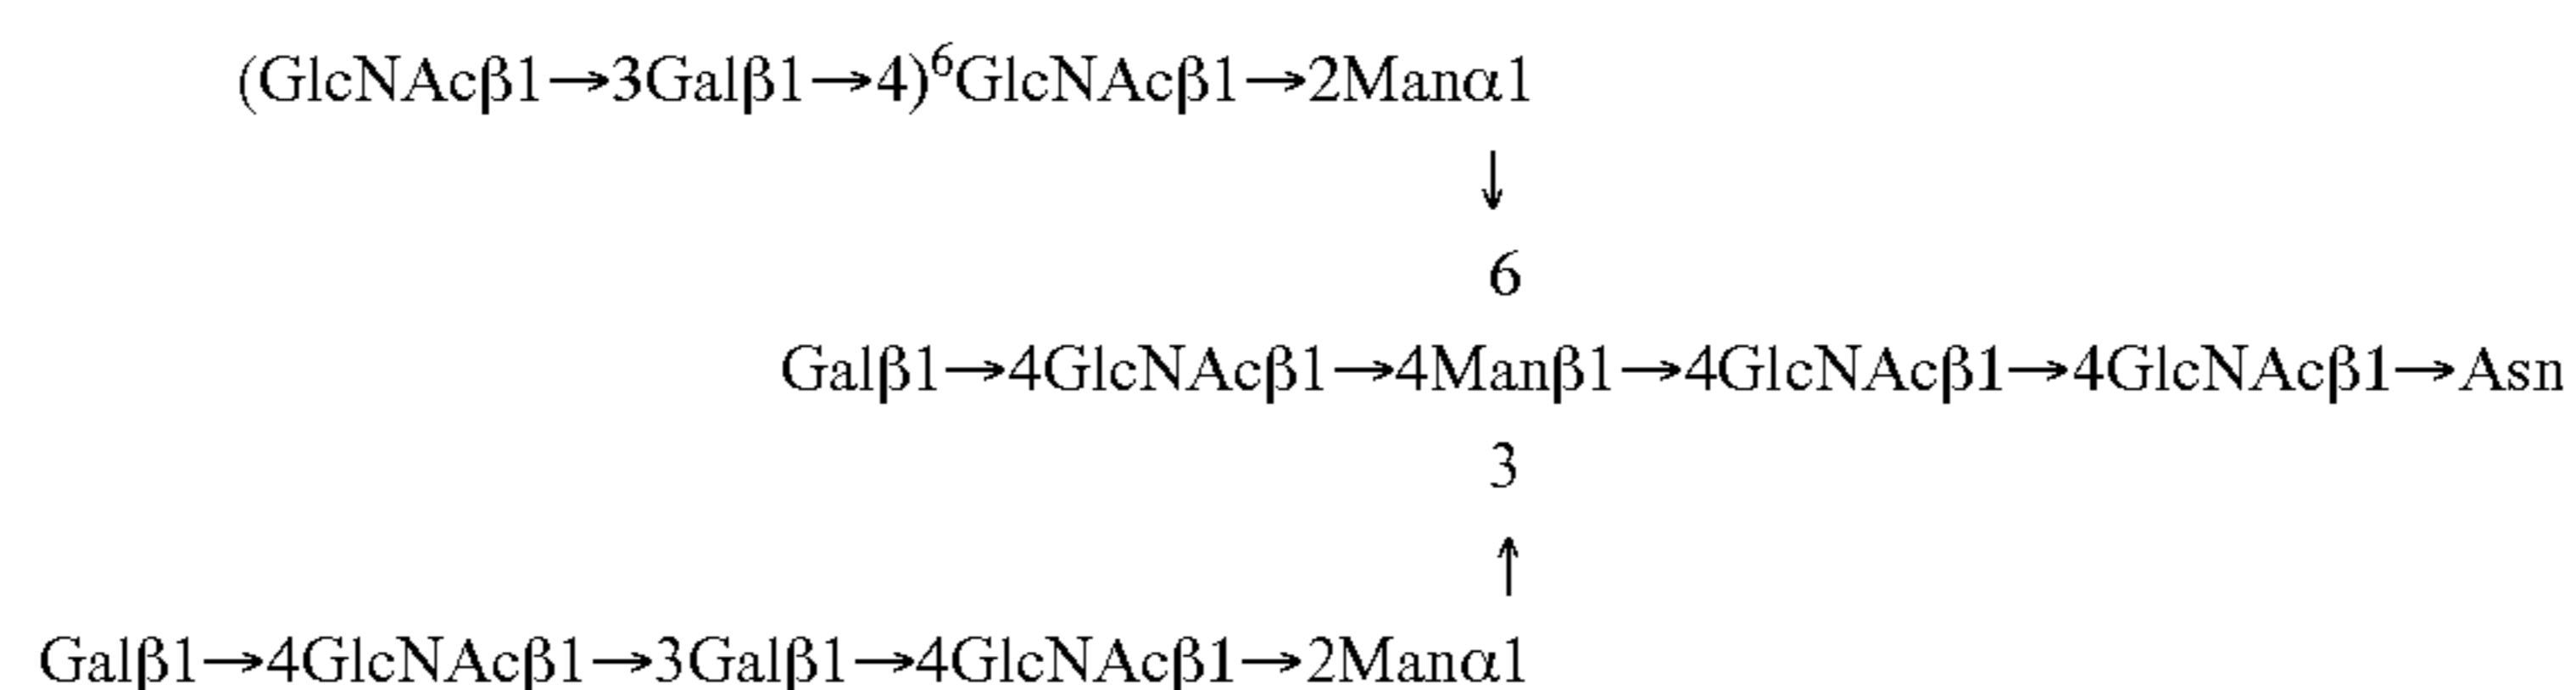 (GlcNAcβ1→3Galβ1→4)⁶GlcNAcβ1→2Manα1
↓
6
Galβ1→4GlcNAcβ1→4Manβ1→4GlcNAcβ1→4GlcNAcβ1→Asn
3
↑
Galβ1→4GlcNAcβ1→3Galβ1→4GlcNAcβ1→2Manα1